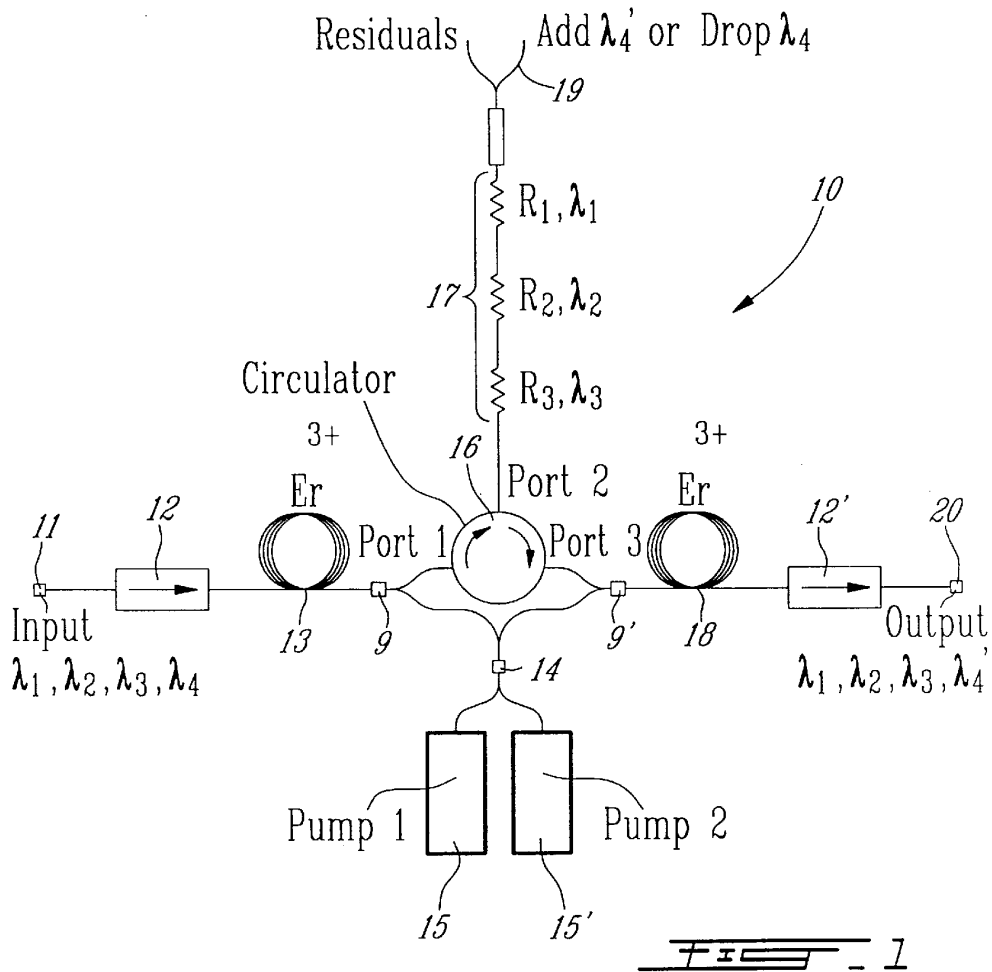 Residuals Add λ4' or Drop λ4
19
R1, λ1
10
17
R2, λ2
Circulator
R3, λ3
3+
3+
16
Port 2
Er
Er
11
12
Port 1
Port 3
12'
20
Input
13
9
9'
18
Output
λ1, λ2, λ3, λ4
14
λ1, λ2, λ3, λ4'
Pump 1
Pump 2
15
15'
FIG_1